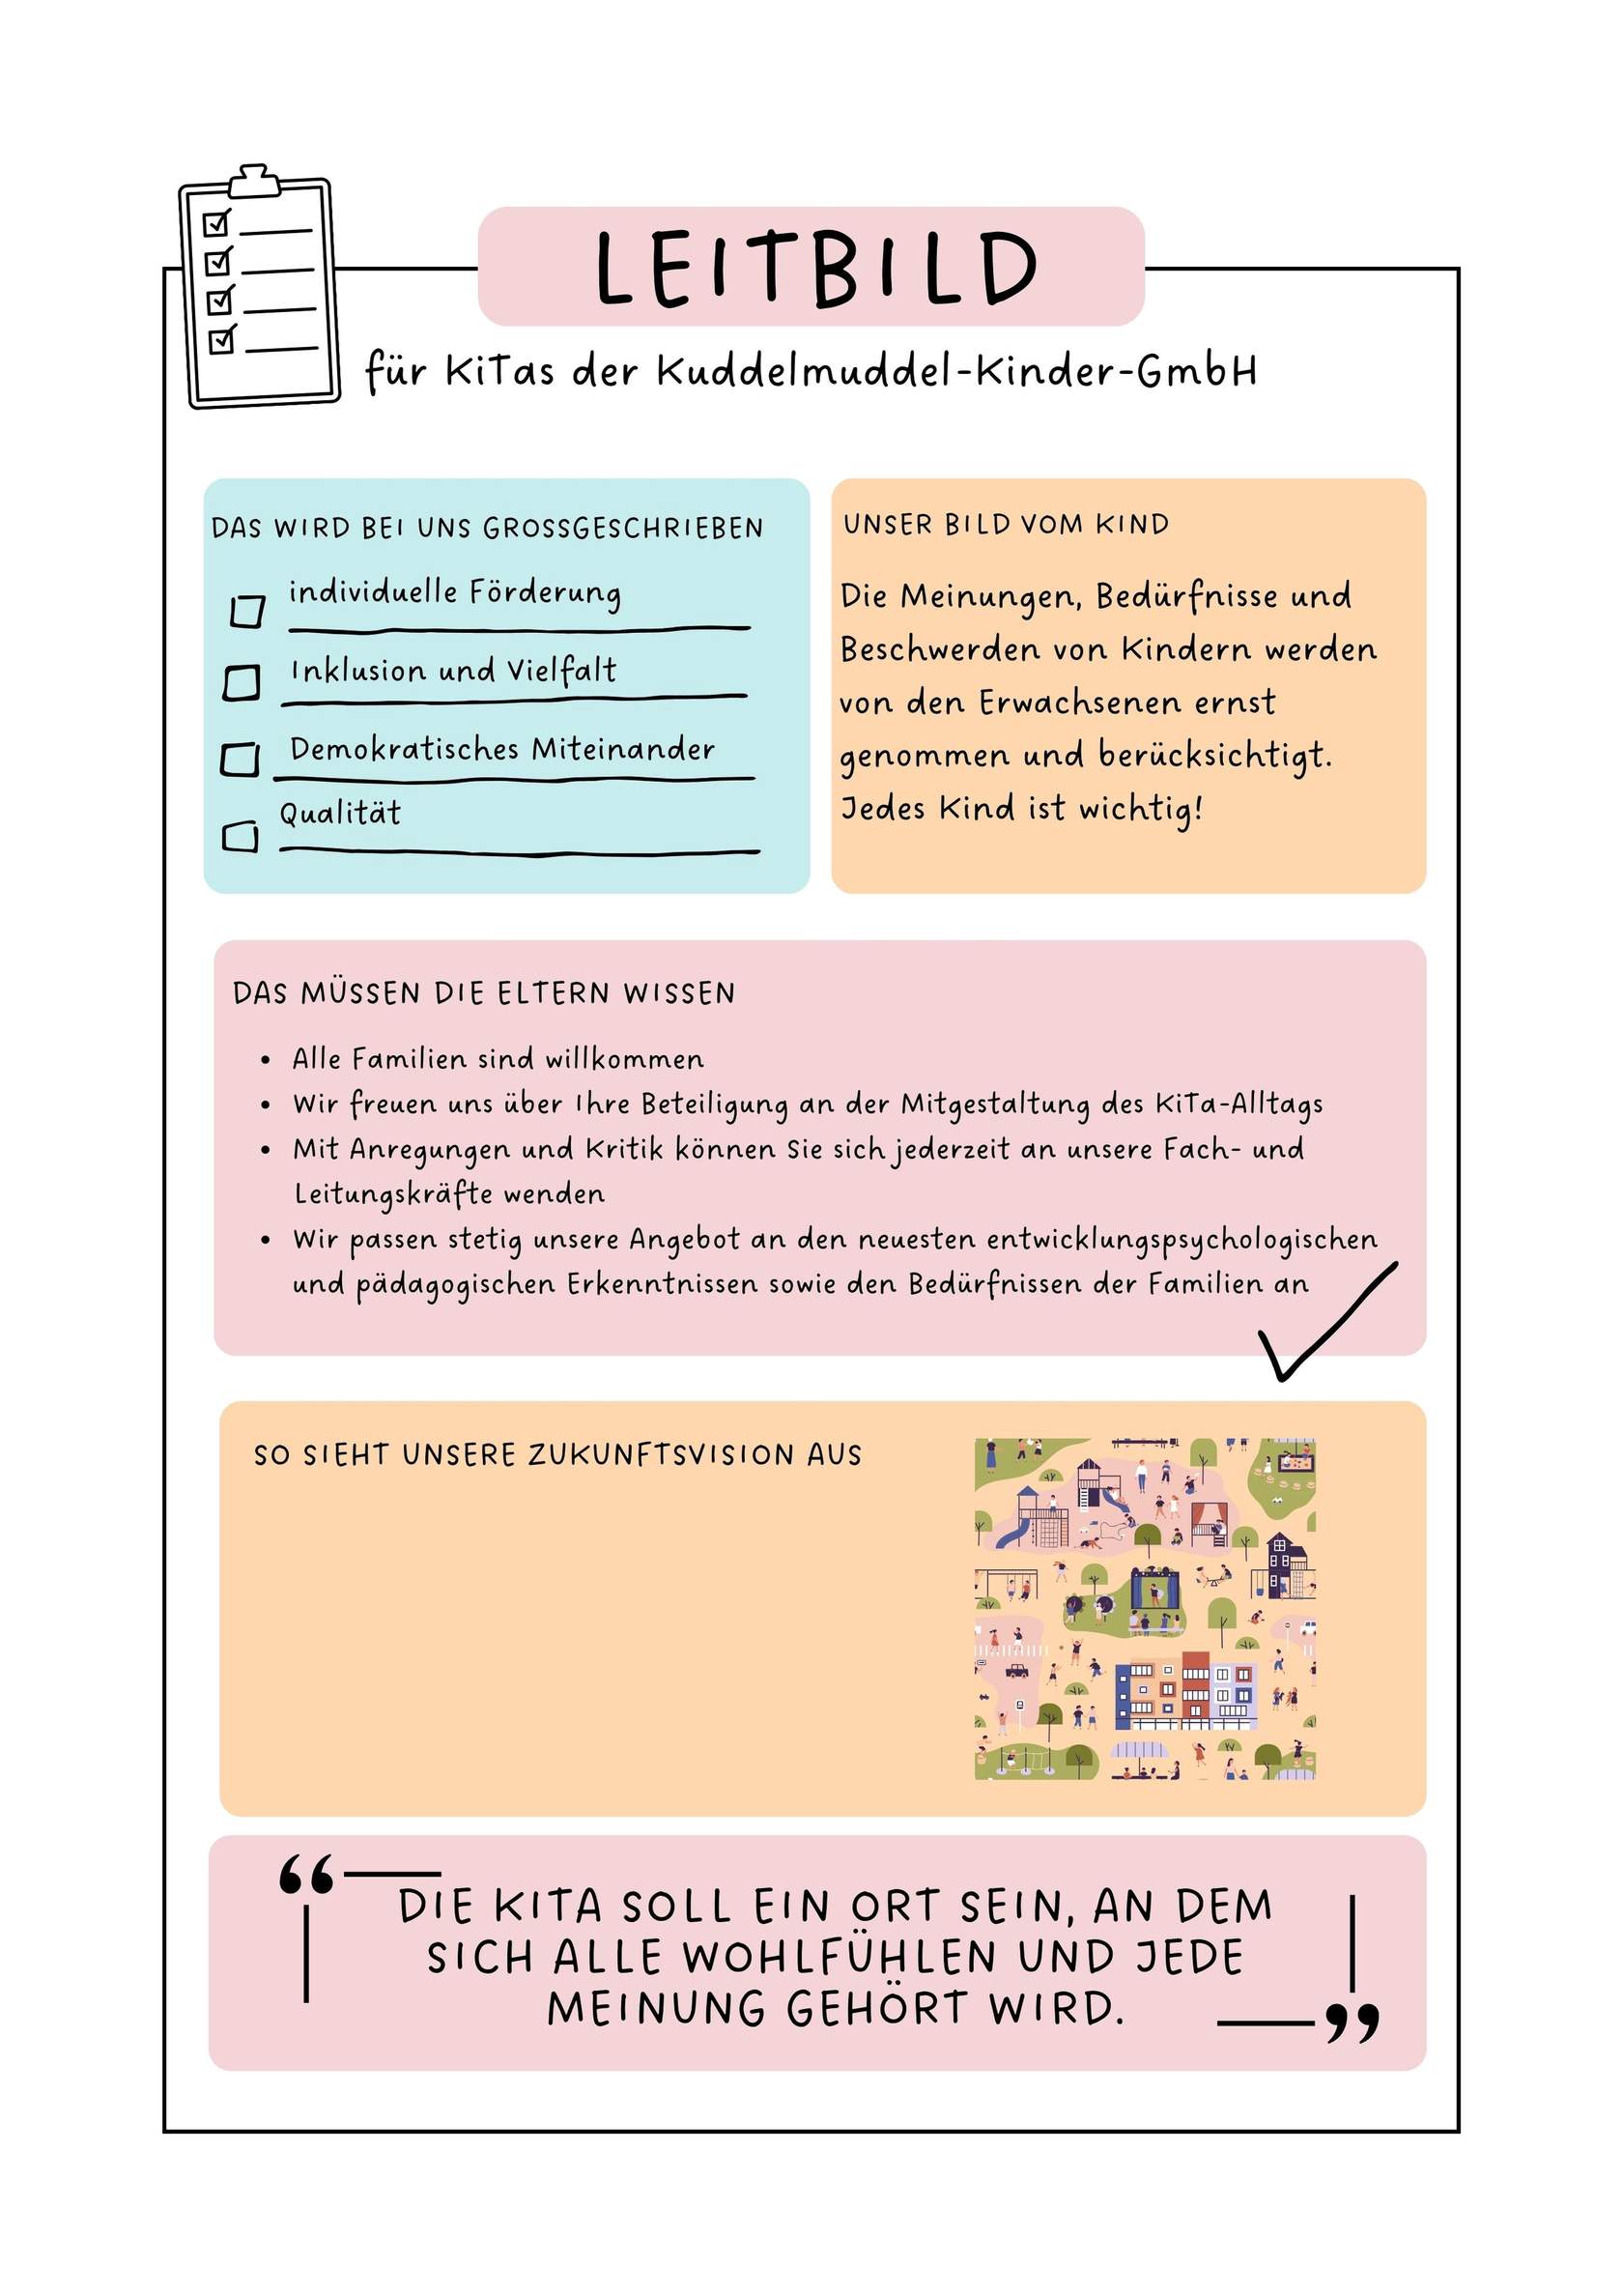 LEITBILD
für KiTas der Kuddelmuddel-Kinder-GmbH
DAS WIRD BEI UNS GROSSGESCHRIEBEN
individuelle Förderung
Inklusion und Vielfalt
Demokratisches Miteinander
Qualität
UNSER BILD VOM KIND
Die Meinungen, Bedürfnisse und
Beschwerden von Kindern werden
von den Erwachsenen ernst
genommen und berücksichtigt.
Jedes Kind ist wichtig!
DAS MÜSSEN DIE ELTERN WISSEN
• Alle Familien sind willkommen
• Wir freuen uns über Ihre Beteiligung an der Mitgestaltung des KiTa-Alltags
• Mit Anregungen und Kritik können Sie sich jederzeit an unsere Fach- und
Leitungskräfte wenden
• Wir passen stetig unsere Angebot an den neuesten entwicklungspsychologischen
und pädagogischen Erkenntnissen sowie den Bedürfnissen der Familien an
SO SIEHT UNSERE ZUKUNFTSVISION AUS
“DIE KITA SOLL EIN ORT SEIN, AN DEM
SICH ALLE WOHLFÜHLEN UND JEDE
MEINUNG GEHÖRT WIRD.”